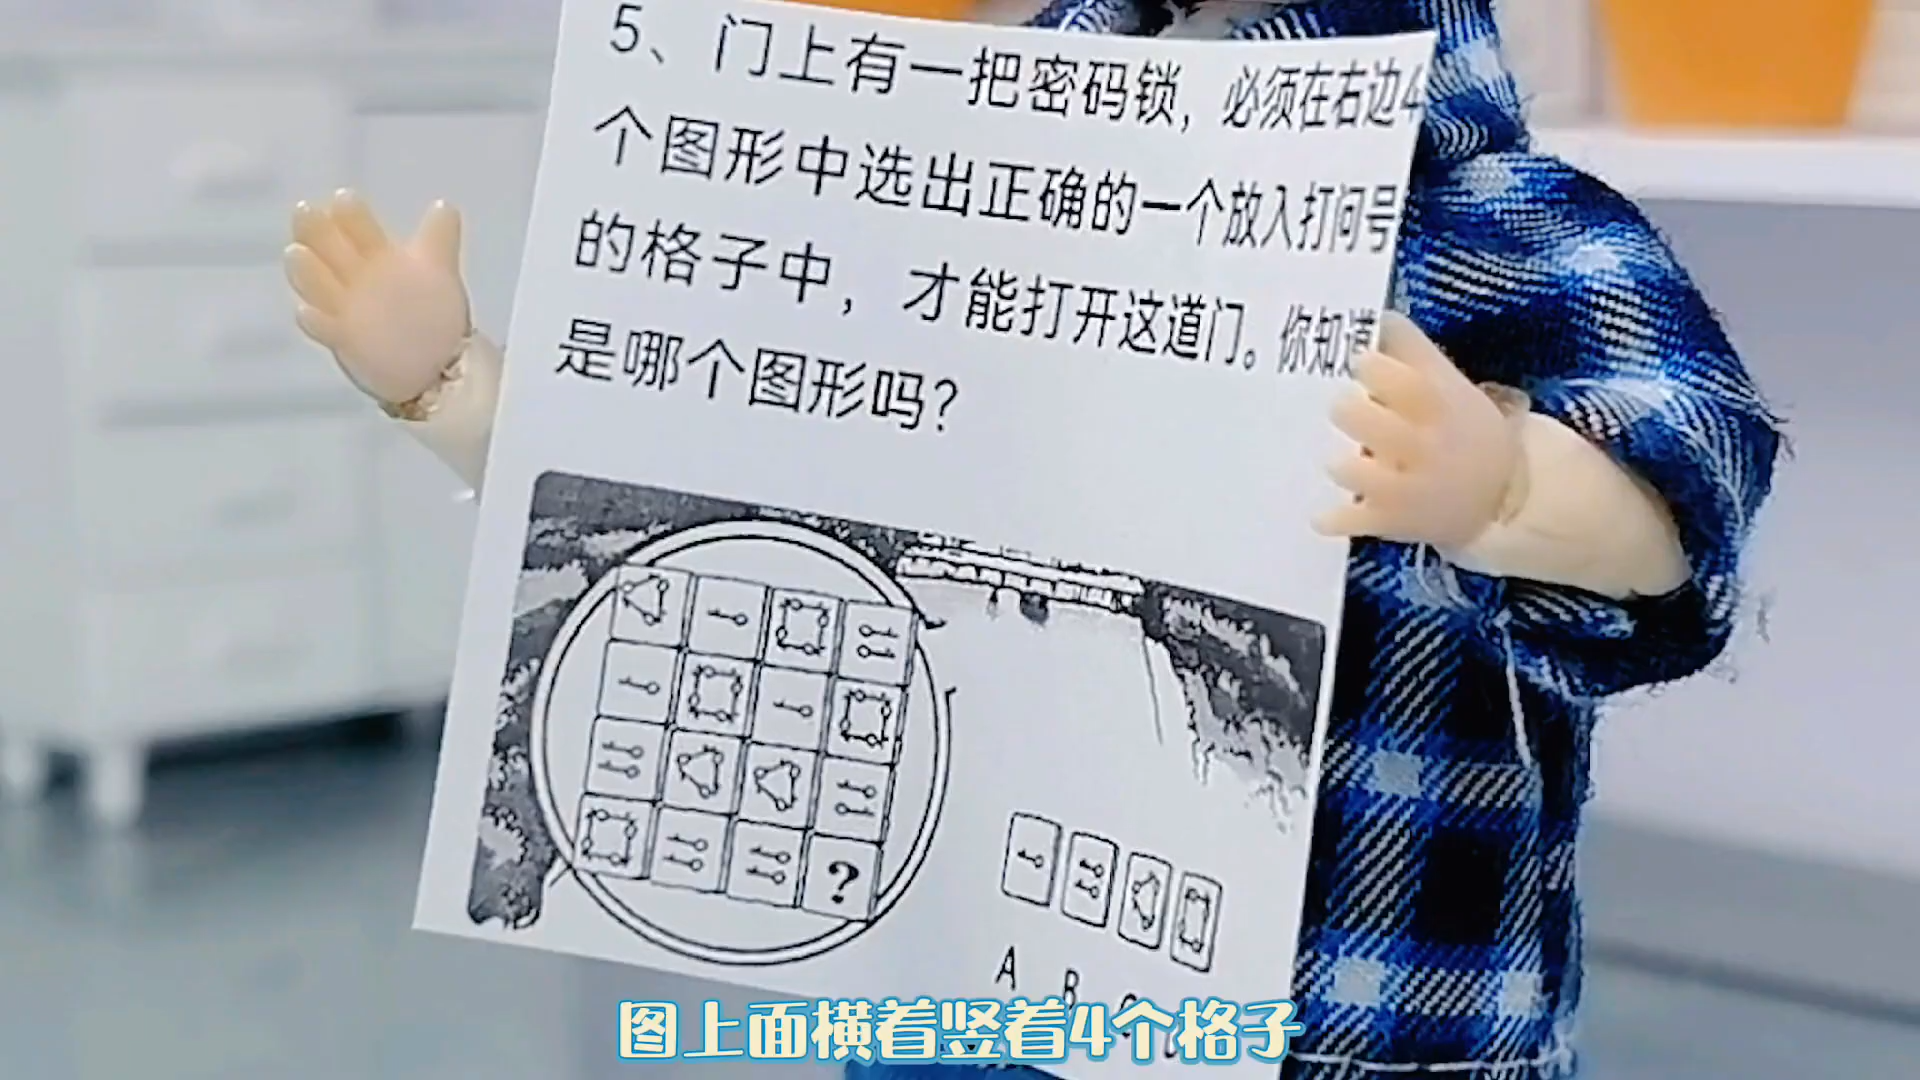 5、门上有一把密码锁，必须在右边4
个图形中选出正确的一个放入打问号
的格子中，才能打开这道门。你知道
是哪个图形吗？
?
A B
图上面横着竖着4个格子